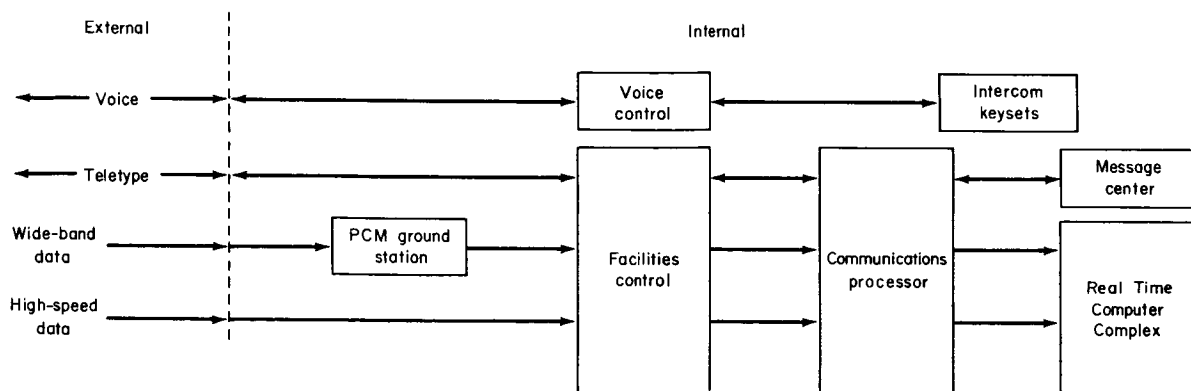 External
Internal
Voice
Voice
control
Intercom
keysets
Teletype
Message
center
Wide-band
data
PCM ground
station
Facilities
control
Communications
processor
High-speed
data
Real Time
Computer
Complex